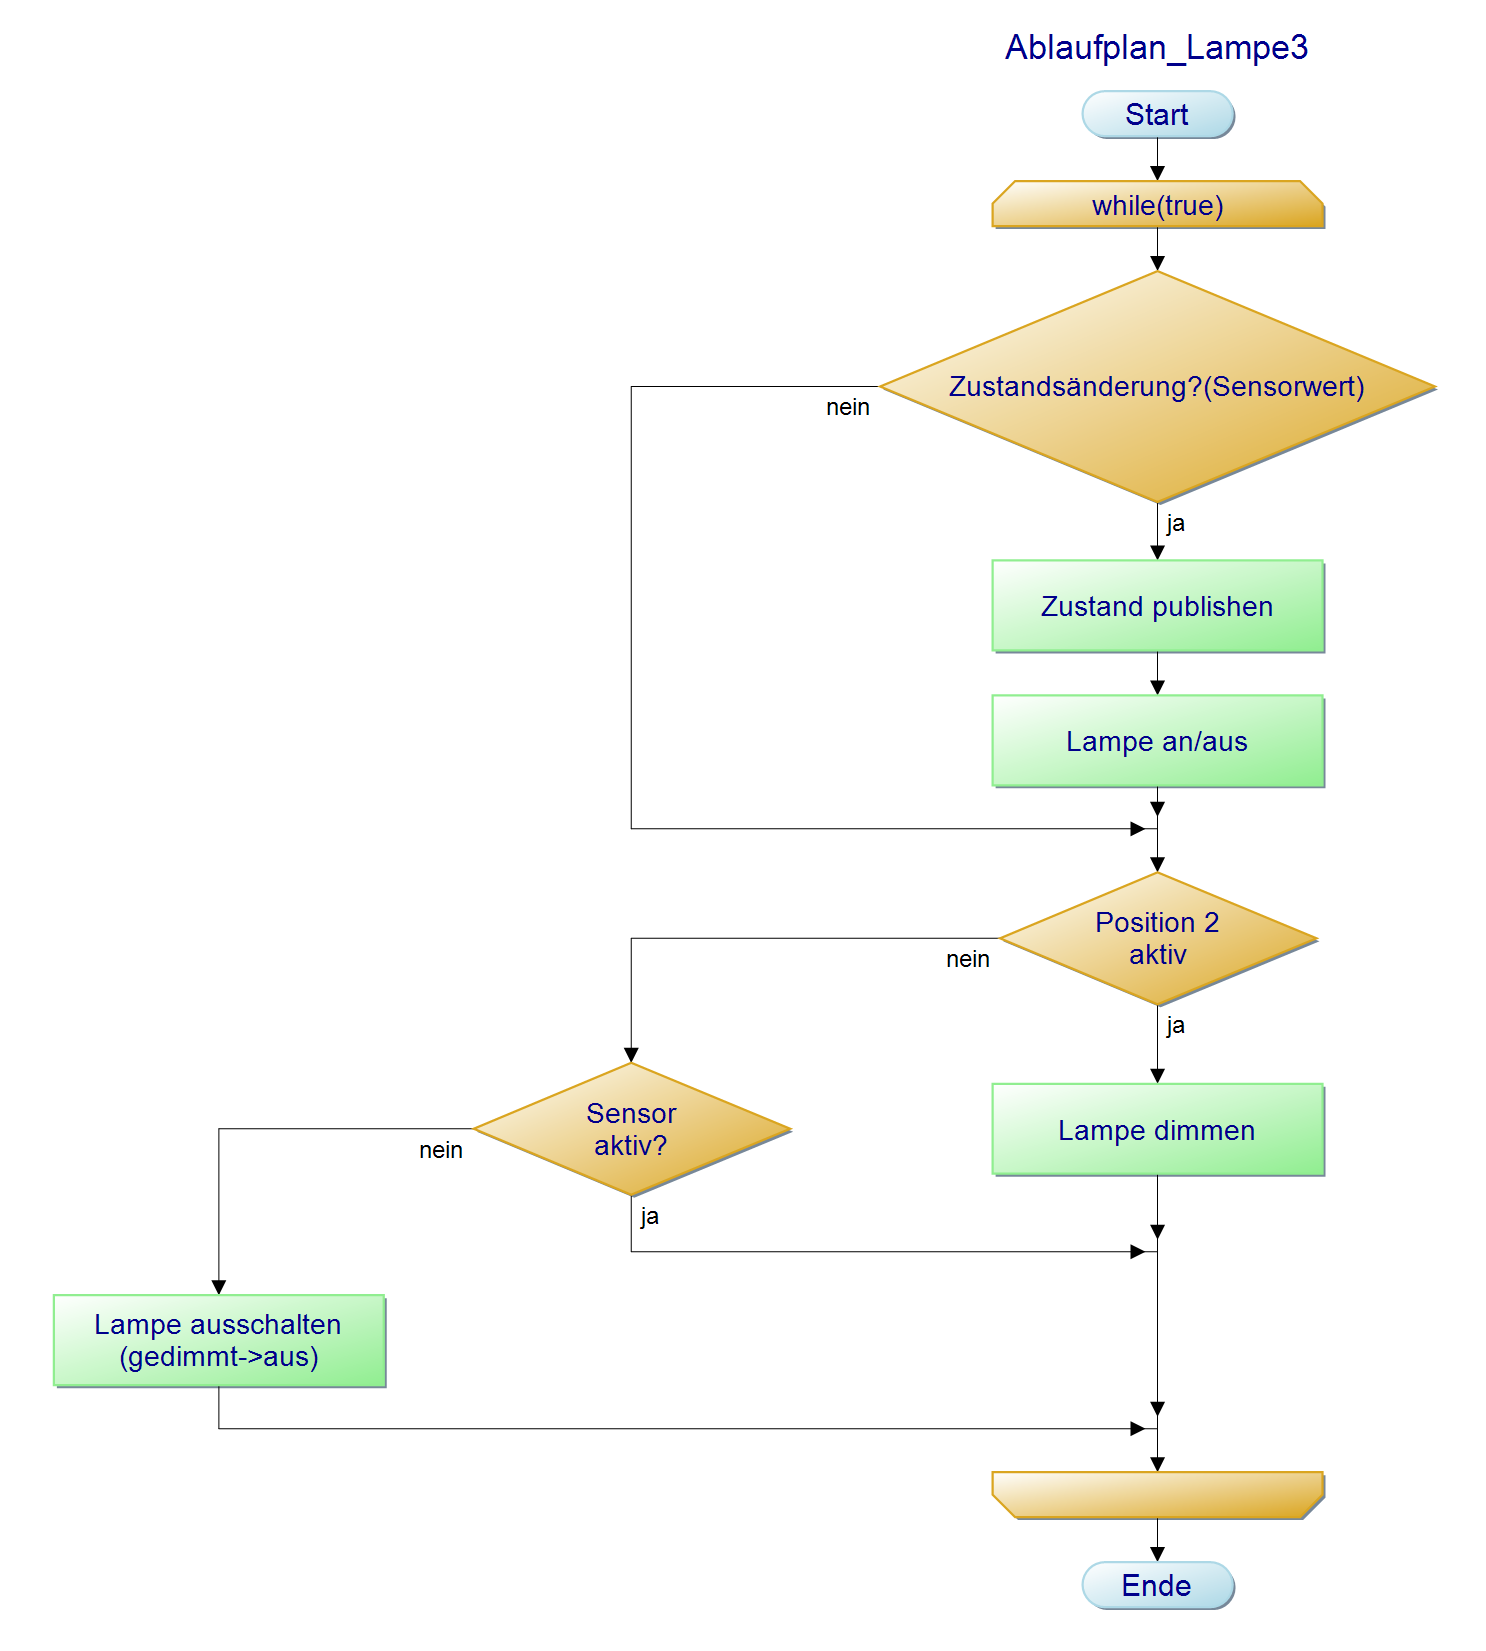 Ablaufplan_Lampe3
Start
while(true)
Zustandsänderung?(Sensorwert)
nein
ja
Zustand publishen
Lampe an/aus
Position 2
aktiv
nein
ja
Sensor
aktiv?
Lampe dimmen
nein
ja
Lampe ausschalten
(gedimmt->aus)
Ende